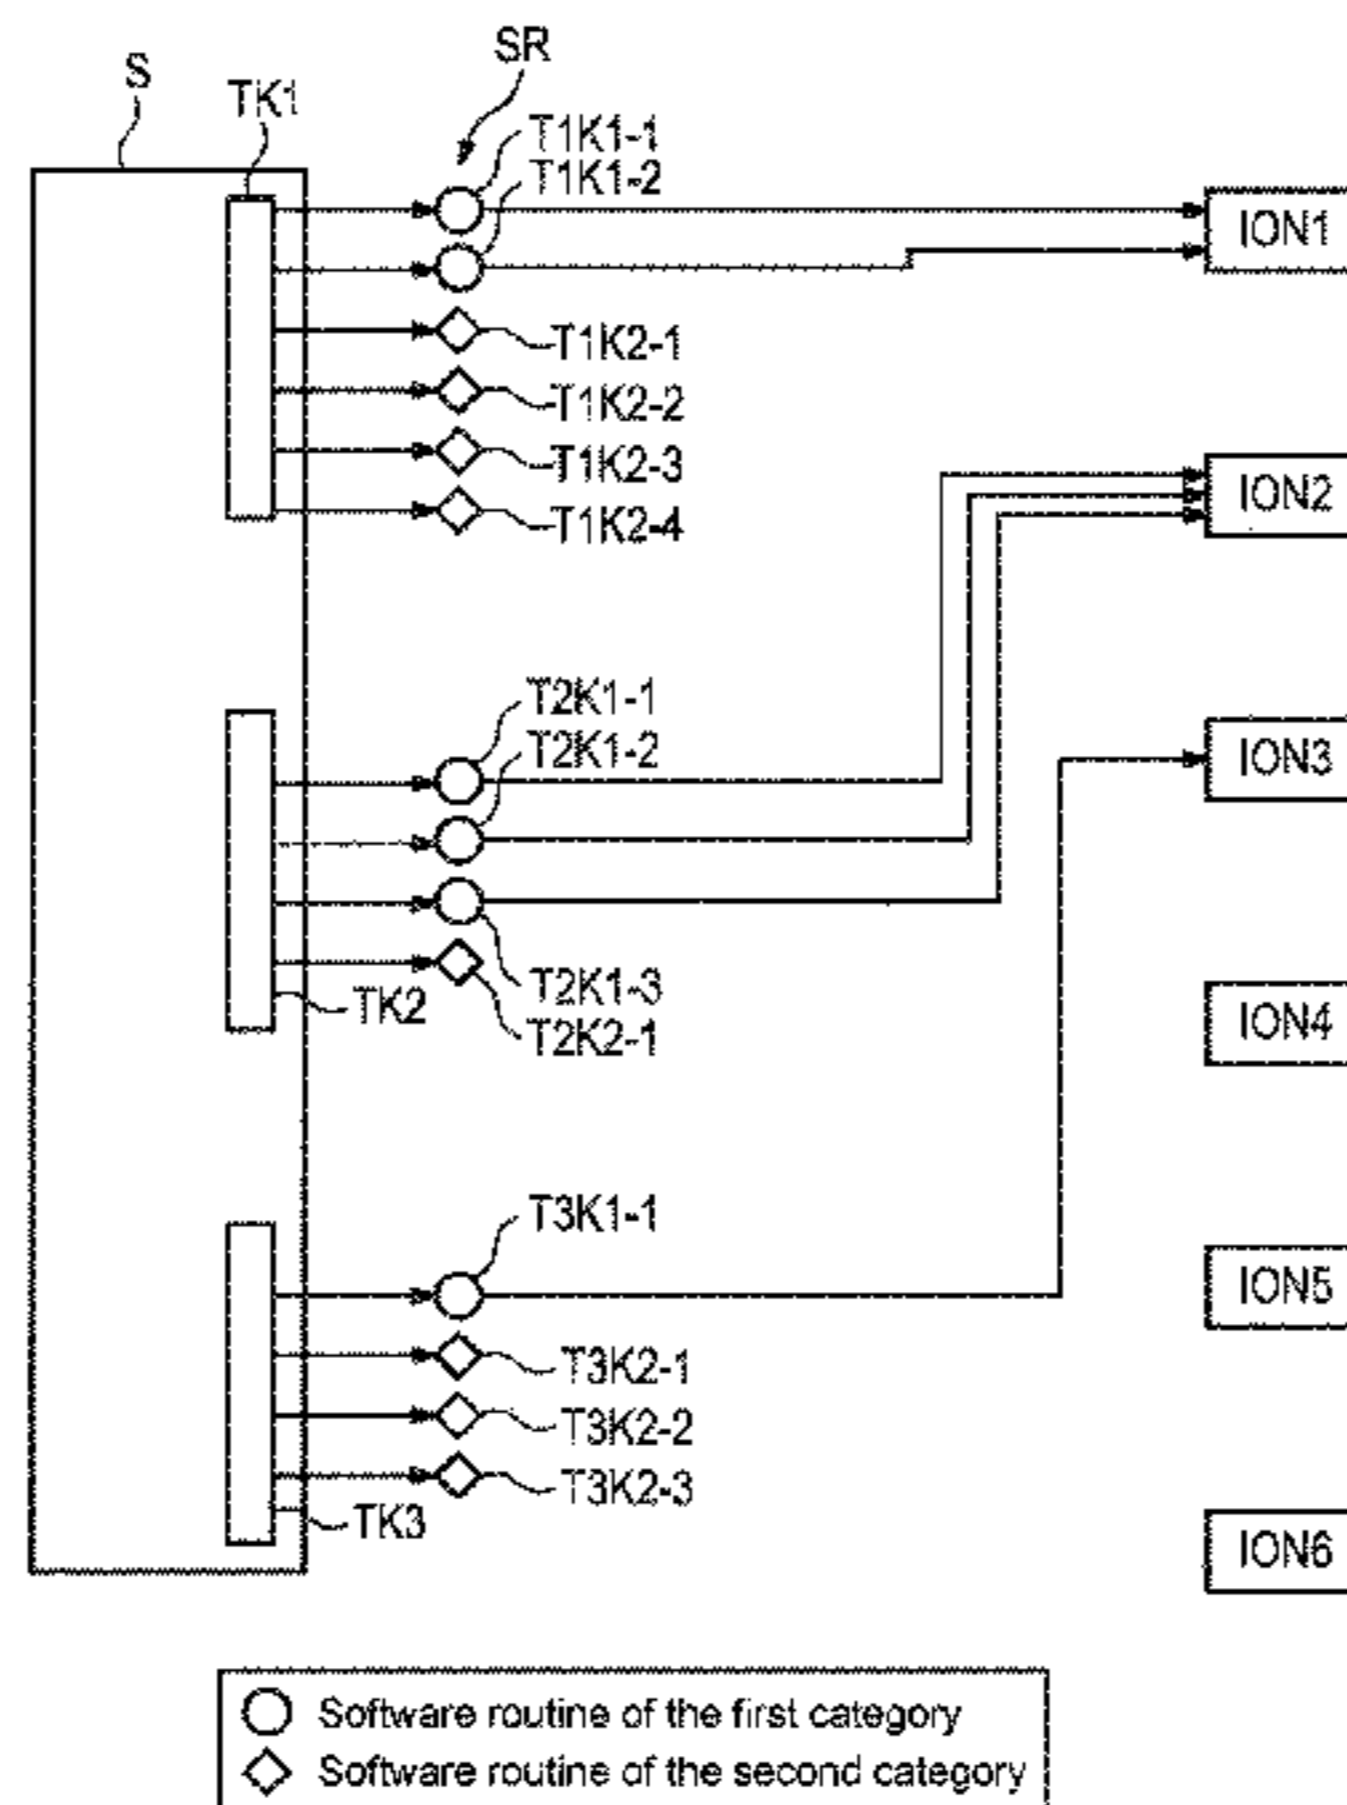 SR
S
TK1
T1K1-1
T1K1-2
ION1
T1K2-1
T1K2-2
T1K2-3
T1K2-4
ION2
T2K1-1
T2K1-2
ION3
T2K1-3
TK2
T2K2-1
ION4
T3K1-1
ION5
T3K2-1
T3K2-2
T3K2-3
TK3
ION6
Software routine of the first category
Software routine of the second category